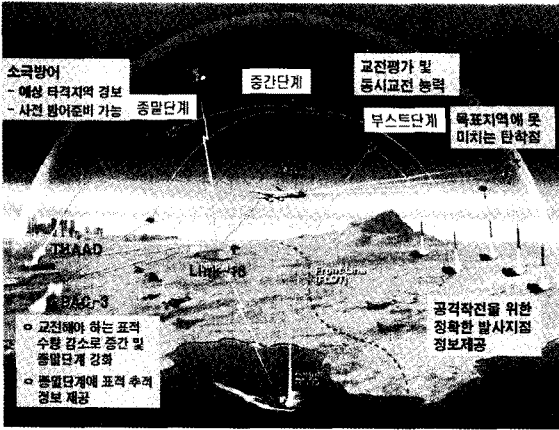 소극방어
- 예상 타격지역 경보
- 사전 방어준비 가능
종말단계
중간단계
교전평가 및
동시교전 능력
부스트단계
목표지역에 못
미치는 탄착점
THAAD
Link-16
Front Line
(FLOT)
PAC-3
o 교전해야 하는 표적
수량 감소로 중간 및
종말단계 강화
o 종말단계에 표적 추적
정보 제공
공격작전을 위한
정확한 발사지점
정보제공